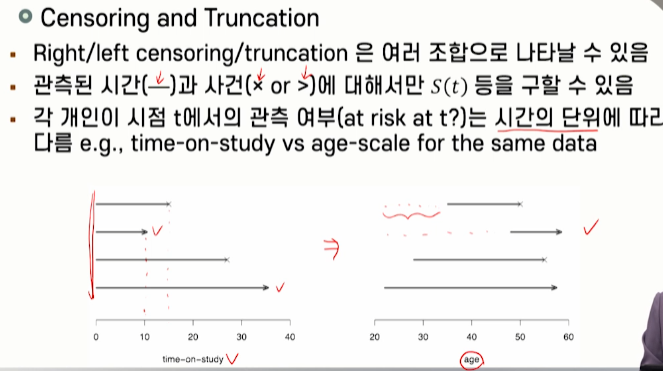 Censoring and Truncation
Right/left censoring/truncation 은 여러 조합으로 나타날 수 있음
관측된 시간(—)과 사건(× or >)에 대해서만 S(t) 등을 구할 수 있음
각 개인이 시점 t에서의 관측 여부(at risk at t?)는 시간의 단위에 따라
다름 e.g., time-on-study vs age-scale for the same data
0 10 20 30 40
time-on-study
20 30 40 50 60
age